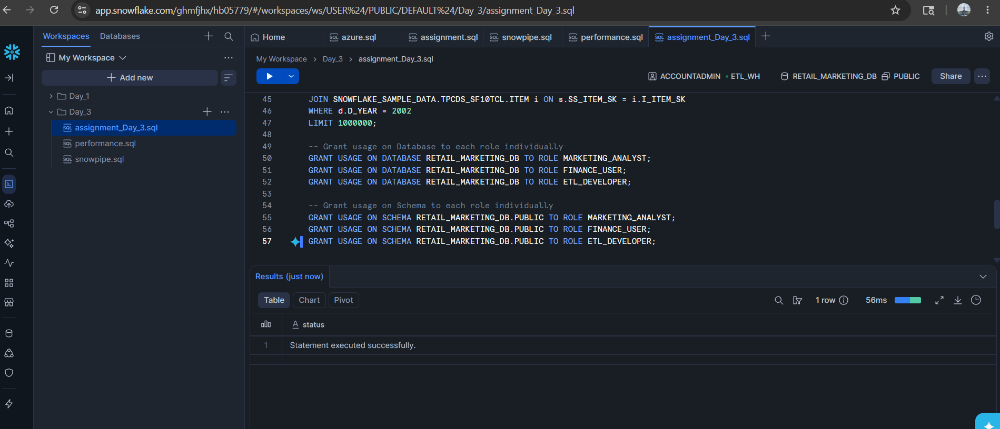 app.snowflake.com/ghmfjhx/hb05779/#/workspaces/ws/USER%24/PUBLIC/DEFAULT%24/Day_3/assignment_Day_3.sql
Workspaces Databases
SQL azure.sql
Home
SQL assignment.sql
SQL snowpipe.sql
SQL performance.sql
SQL assignment_Day_3.sql
My Workspace
Add new
Day_1
Day_3
SQL assignment_Day_3.sql
SQL performance.sql
SQL snowpipe.sql
My Workspace > Day_3 > assignment_Day_3.sql
ACCOUNTADMIN ETL_WH RETAIL_MARKETING_DB PUBLIC Share
45 JOIN SNOWFLAKE_SAMPLE_DATA.TPCDS_SF10TCL.ITEM i ON s.SS_ITEM_SK = i.I_ITEM_SK
46 WHERE d.D_YEAR = 2002
47 LIMIT 1000000;
48
49 -- Grant usage on Database to each role individually
50 GRANT USAGE ON DATABASE RETAIL_MARKETING_DB TO ROLE MARKETING_ANALYST;
51 GRANT USAGE ON DATABASE RETAIL_MARKETING_DB TO ROLE FINANCE_USER;
52 GRANT USAGE ON DATABASE RETAIL_MARKETING_DB TO ROLE ETL_DEVELOPER;
53
54 -- Grant usage on Schema to each role individually
55 GRANT USAGE ON SCHEMA RETAIL_MARKETING_DB.PUBLIC TO ROLE MARKETING_ANALYST;
56 GRANT USAGE ON SCHEMA RETAIL_MARKETING_DB.PUBLIC TO ROLE FINANCE_USER;
57 GRANT USAGE ON SCHEMA RETAIL_MARKETING_DB.PUBLIC TO ROLE ETL_DEVELOPER;
Results (just now)
Table Chart Pivot
1 row 56ms
A status
1 Statement executed successfully.